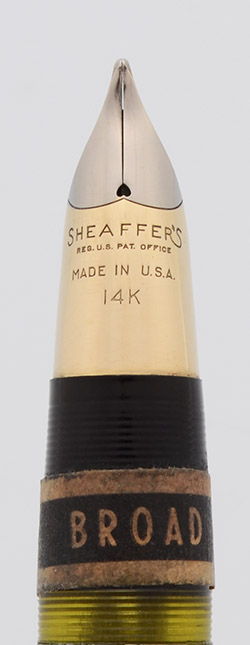 SHEAFFER'S
REG. U.S. PAT. OFFICE
MADE IN U.S.A.
14K
BROAD